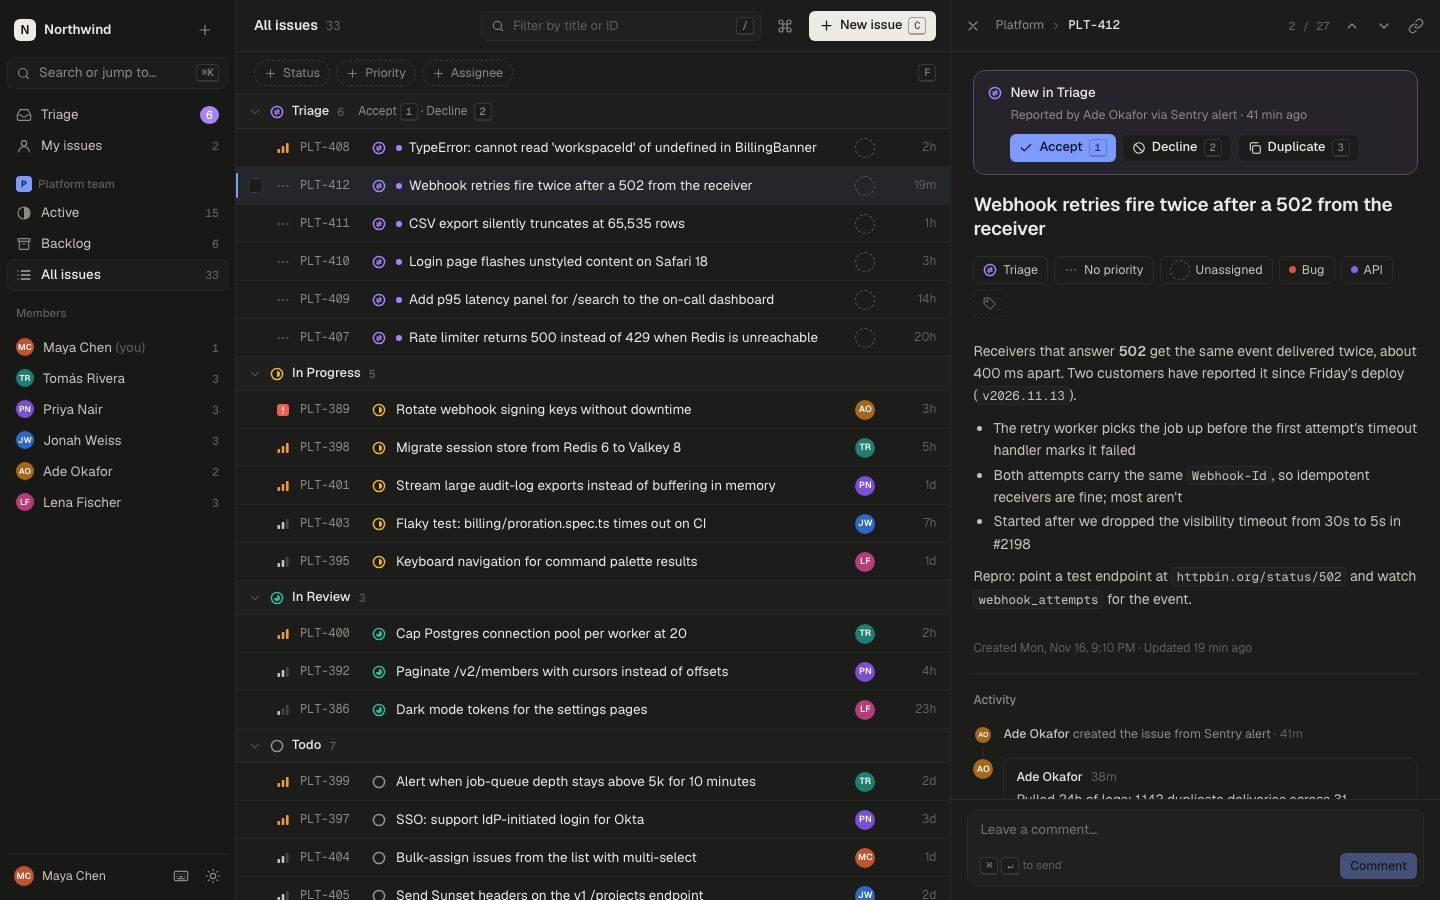 N Northwind
Search or jump to… ⌘K
Triage 6
My issues 2
P Platform team
Active 15
Backlog 6
All issues 33
Members
MC Maya Chen (you) 1
TR Tomás Rivera 3
PN Priya Nair 3
JW Jonah Weiss 3
AO Ade Okafor 2
LF Lena Fischer 3
MC Maya Chen
All issues 33
Filter by title or ID /
⌘
New issue C
Status
Priority
Assignee
F
Triage 6 Accept 1 · Decline 2
PLT-408 TypeError: cannot read 'workspaceId' of undefined in BillingBanner 2h
PLT-412 Webhook retries fire twice after a 502 from the receiver 19m
PLT-411 CSV export silently truncates at 65,535 rows 1h
PLT-410 Login page flashes unstyled content on Safari 18 3h
PLT-409 Add p95 latency panel for /search to the on-call dashboard 14h
PLT-407 Rate limiter returns 500 instead of 429 when Redis is unreachable 20h
In Progress 5
PLT-389 Rotate webhook signing keys without downtime AO 3h
PLT-398 Migrate session store from Redis 6 to Valkey 8 TR 5h
PLT-401 Stream large audit-log exports instead of buffering in memory PN 1d
PLT-403 Flaky test: billing/proration.spec.ts times out on CI JW 7h
PLT-395 Keyboard navigation for command palette results LF 1d
In Review 3
PLT-400 Cap Postgres connection pool per worker at 20 TR 2h
PLT-392 Paginate /v2/members with cursors instead of offsets PN 4h
PLT-386 Dark mode tokens for the settings pages LF 23h
Todo 7
PLT-399 Alert when job-queue depth stays above 5k for 10 minutes TR 2d
PLT-397 SSO: support IdP-initiated login for Okta PN 3d
PLT-404 Bulk-assign issues from the list with multi-select MC 1d
PLT-405 Send Sunset headers on the v1 /projects endpoint JW 2d
Platform › PLT-412 2 / 27
New in Triage
Reported by Ade Okafor via Sentry alert · 41 min ago
Accept 1 Decline 2 Duplicate 3
Webhook retries fire twice after a 502 from the
receiver
Triage No priority Unassigned Bug API
Receivers that answer 502 get the same event delivered twice, about
400 ms apart. Two customers have reported it since Friday's deploy
( v2026.11.13 ).
• The retry worker picks the job up before the first attempt's timeout
handler marks it failed
• Both attempts carry the same Webhook-Id , so idempotent
receivers are fine; most aren't
• Started after we dropped the visibility timeout from 30s to 5s in
#2198
Repro: point a test endpoint at httpbin.org/status/502 and watch
webhook_attempts for the event.
Created Mon, Nov 16, 9:10 PM · Updated 19 min ago
Activity
AO Ade Okafor created the issue from Sentry alert · 41m
AO Ade Okafor 38m
Pulled 24h of logs: 1142 duplicate deliveries across 31
Leave a comment…
⌘ ↵ to send Comment